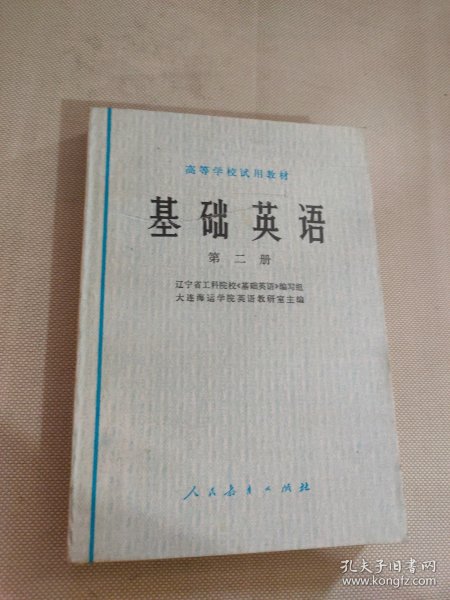 高等学校试用教材
基础英语
第二册
辽宁省工科院校《基础英语》编写组
大连海运学院英语教研室主编
人民教育出版社
孔夫子旧书网
www.kongfz.com